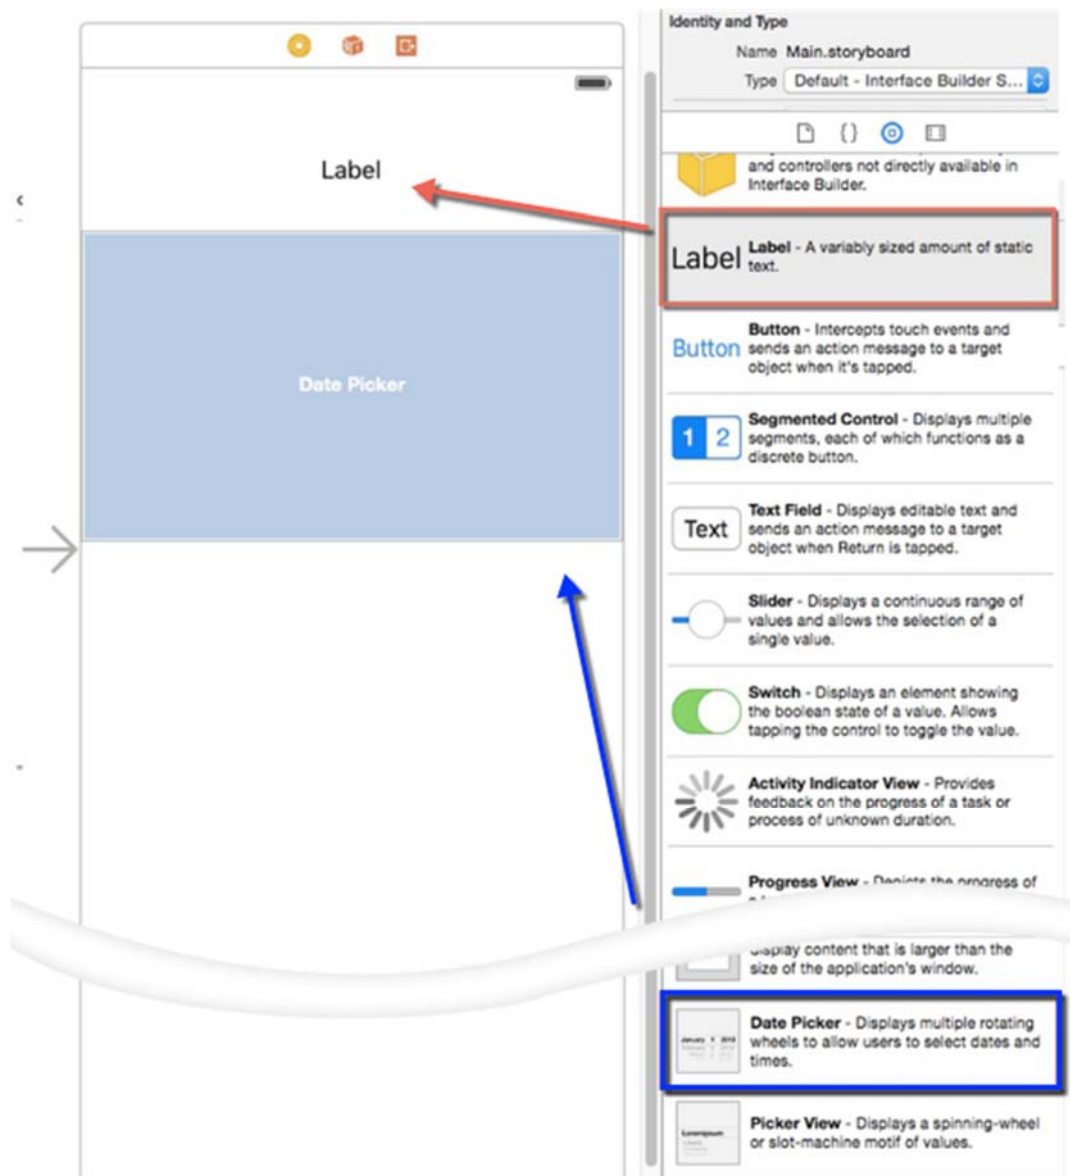 Label
Date Picker
Identity and Type
Name Main.storyboard
Type Default - Interface Builder S...
and controllers not directly available in
Interface Builder.
Label
Label - A variably sized amount of static
text.
Button
Button - Intercepts touch events and
sends an action message to a target
object when it's tapped.
1 2
Segmented Control - Displays multiple
segments, each of which functions as a
discrete button.
Text
Text Field - Displays editable text and
sends an action message to a target
object when Return is tapped.
Slider - Displays a continuous range of
values and allows the selection of a
single value.
Switch - Displays an element showing
the boolean state of a value. Allows
tapping the control to toggle the value.
Activity Indicator View - Provides
feedback on the progress of a task or
process of unknown duration.
Progress View - Depicts the progress of
display content that is larger than the
size of the application's window.
Date Picker - Displays multiple rotating
wheels to allow users to select dates and
times.
Picker View - Displays a spinning-wheel
or slot-machine motif of values.